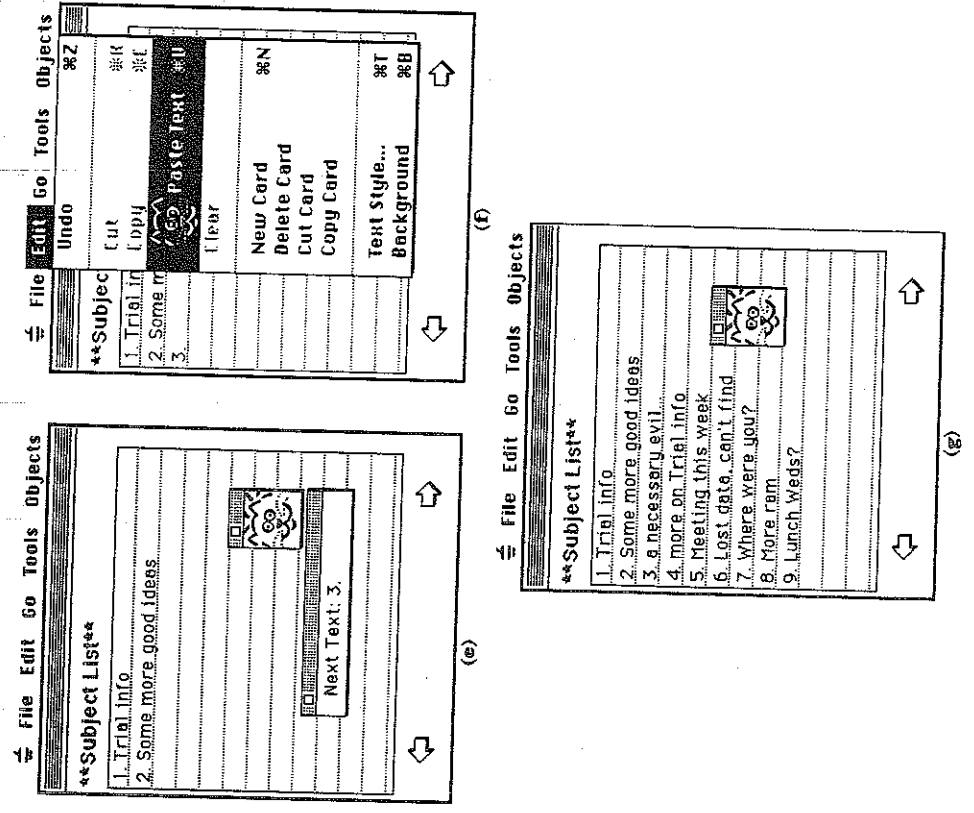 File Edit Go Tools Objects
**Subject List**
1. Trial info
2. Some more good ideas
Next Text: 3.
(e)
File Edit Go Tools Objects
**Subjec
1. Trial in
2. Some m
3.
Undo ⌘Z
Cut
Copy
Paste Text
Clear
New Card ⌘N
Delete Card
Cut Card
Copy Card
Text Style... ⌘T
Background ⌘B
(f)
File Edit Go Tools Objects
**Subject List**
1. Trial info
2. Some more good ideas
3. a necessary evil
4. more on Trial info
5. Meeting this week
6. Lost data, can't find
7. Where were you?
8. More ram
9. Lunch Weds?
(g)